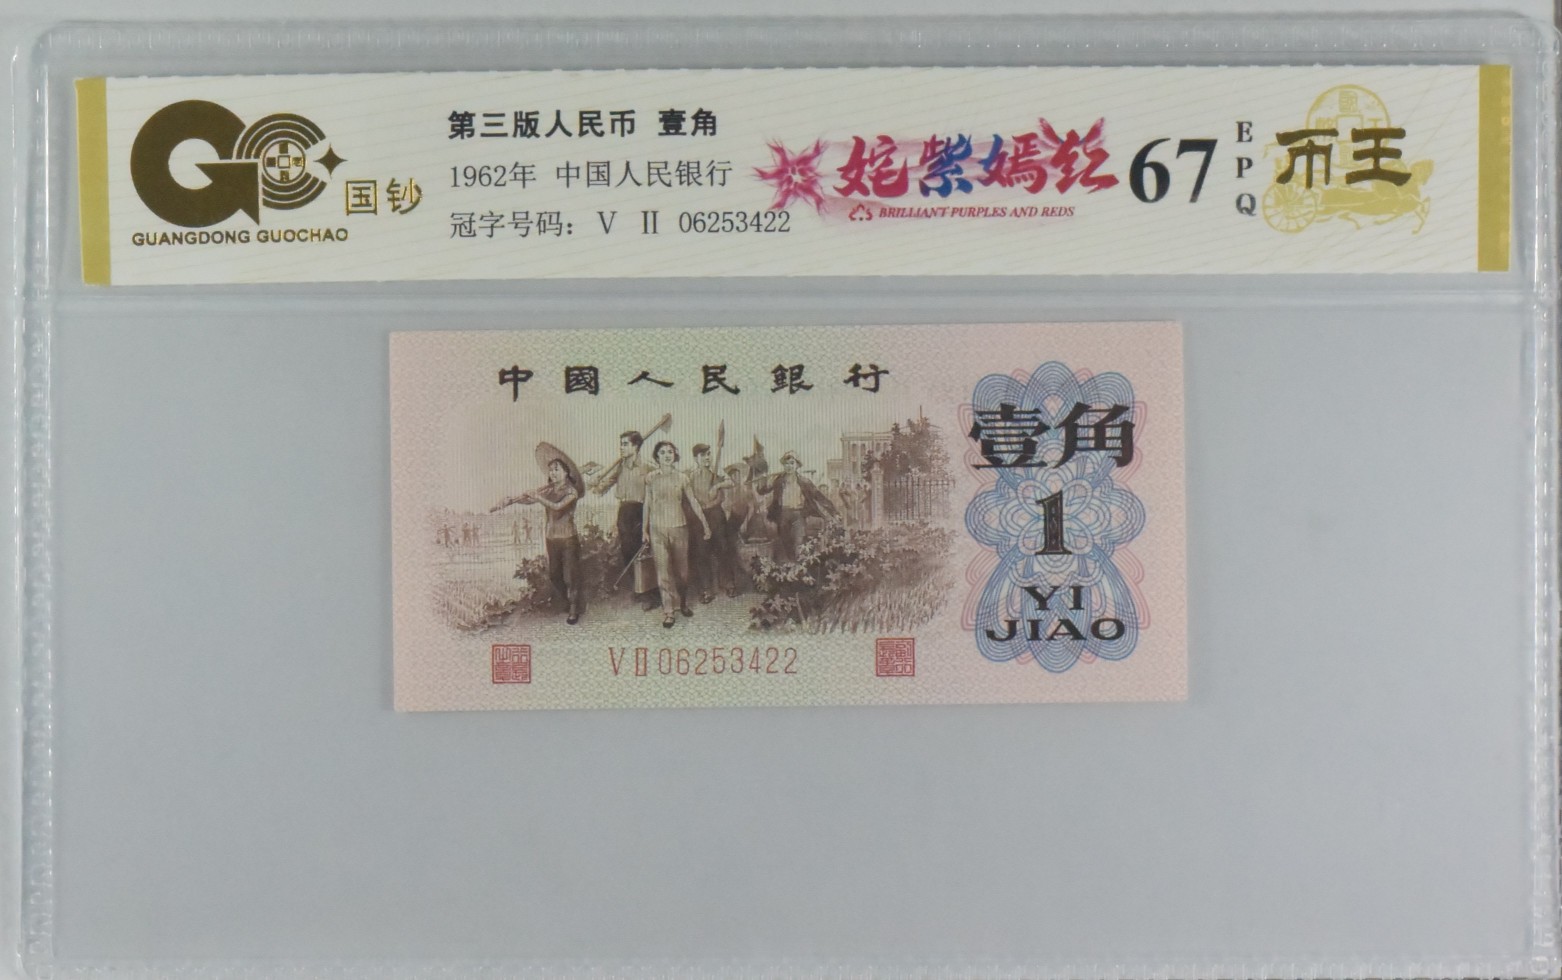 GUANGDONG GUOCHAO
国钞
第三版人民币 壹角
1962年 中国人民银行
冠字号码: V II 06253422
姹紫嫣红
BRILLIANT PURPLES AND REDS
67
EPQ
币王
中國人民銀行
壹角
1
YI
JIAO
V II 06253422